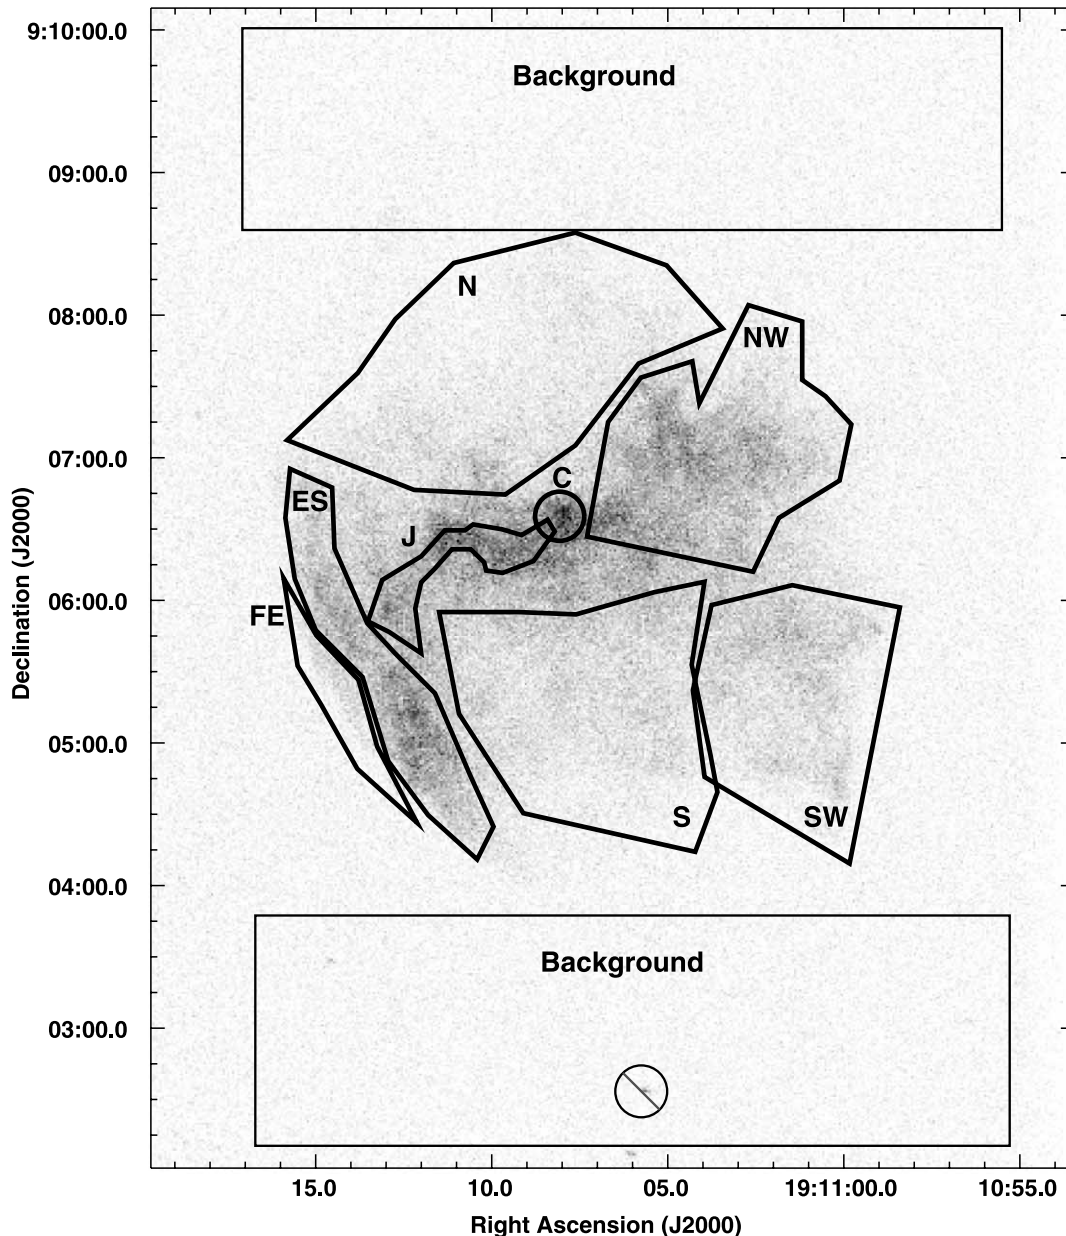 9:10:00.0
Background
09:00.0
N
08:00.0
NW
07:00.0
C
ES
J
06:00.0
FE
Declination (J2000)
05:00.0
S
SW
04:00.0
Background
03:00.0
15.0 10.0 05.0 19:11:00.0 10:55.0
Right Ascension (J2000)